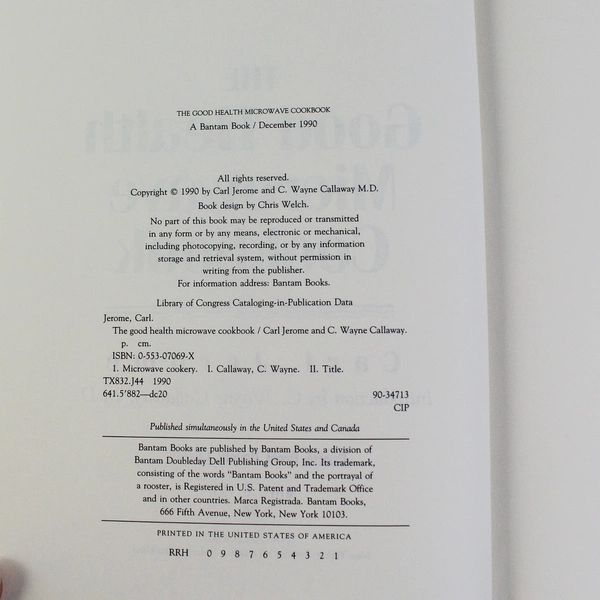 THE GOOD HEALTH MICROWAVE COOKBOOK
A Bantam Book / December 1990
All rights reserved.
Copyright © 1990 by Carl Jerome and C. Wayne Callaway M.D.
Book design by Chris Welch.
No part of this book may be reproduced or transmitted
in any form or by any means, electronic or mechanical,
including photocopying, recording, or by any information
storage and retrieval system, without permission in
writing from the publisher.
For information address: Bantam Books.
Library of Congress Cataloging-in-Publication Data
Jerome, Carl.
The good health microwave cookbook / Carl Jerome and C. Wayne Callaway.
p. cm.
ISBN: 0-553-07069-X
1. Microwave cookery. I. Callaway, C. Wayne. II. Title.
TX832.J44 1990
641.5'882—dc20 90-34713
CIP
Published simultaneously in the United States and Canada
Bantam Books are published by Bantam Books, a division of
Bantam Doubleday Dell Publishing Group, Inc. Its trademark,
consisting of the words "Bantam Books" and the portrayal of
a rooster, is Registered in U.S. Patent and Trademark Office
and in other countries. Marca Registrada. Bantam Books,
666 Fifth Avenue, New York, New York 10103.
PRINTED IN THE UNITED STATES OF AMERICA
RRH 0 9 8 7 6 5 4 3 2 1